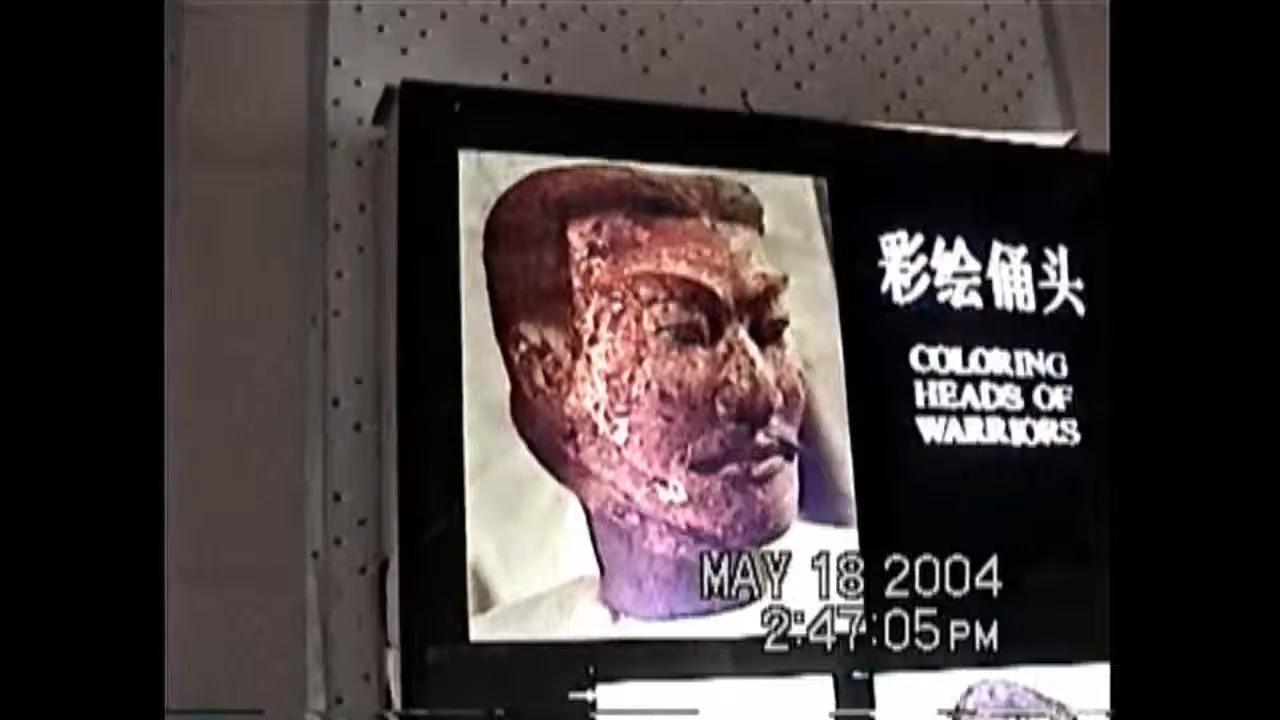 彩绘俑头
COLORING
HEADS OF
WARRIORS
MAY 18 2004
2:47:05 PM